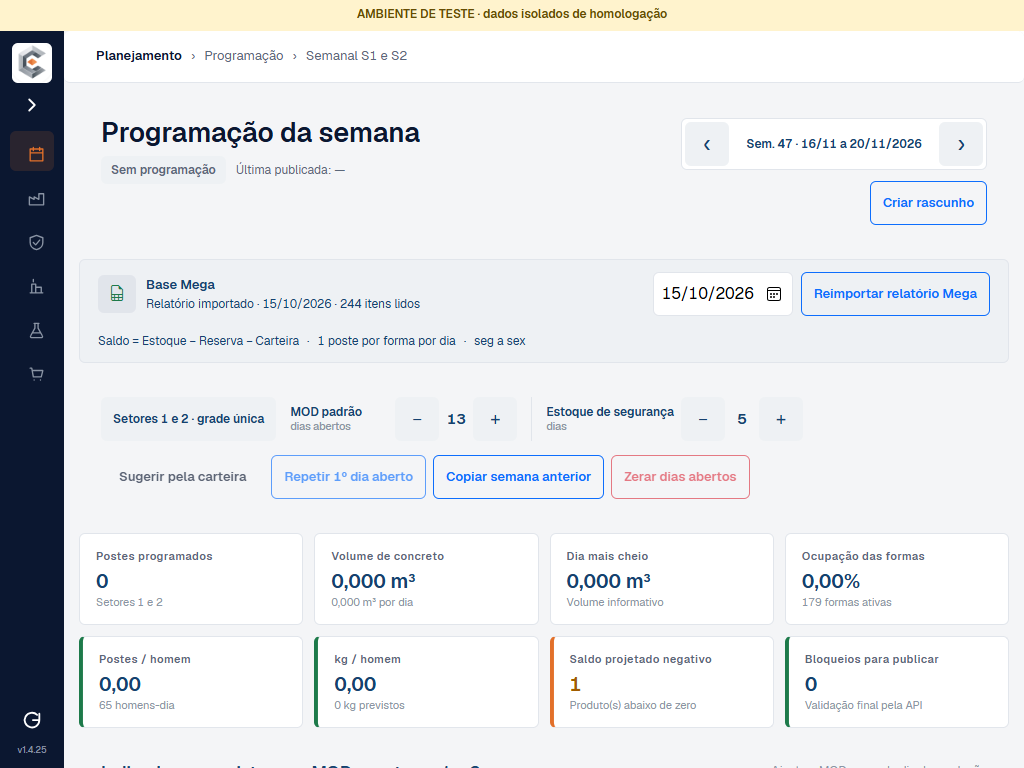 AMBIENTE DE TESTE · dados isolados de homologação
Planejamento › Programação › Semanal S1 e S2
Programação da semana
Sem programação Última publicada: —
‹ Sem. 47 · 16/11 a 20/11/2026 ›
Criar rascunho
Base Mega
Relatório importado · 15/10/2026 · 244 itens lidos
15/10/2026
Reimportar relatório Mega
Saldo = Estoque – Reserva – Carteira · 1 poste por forma por dia · seg a sex
Setores 1 e 2 · grade única
MOD padrão
dias abertos
− 13 +
Estoque de segurança
dias
− 5 +
Sugerir pela carteira
Repetir 1º dia aberto
Copiar semana anterior
Zerar dias abertos
Postes programados
0
Setores 1 e 2
Volume de concreto
0,000 m³
0,000 m³ por dia
Dia mais cheio
0,000 m³
Volume informativo
Ocupação das formas
0,00%
179 formas ativas
Postes / homem
0,00
65 homens-dia
kg / homem
0,00
0 kg previstos
Saldo projetado negativo
1
Produto(s) abaixo de zero
Bloqueios para publicar
0
Validação final pela API
v1.4.25